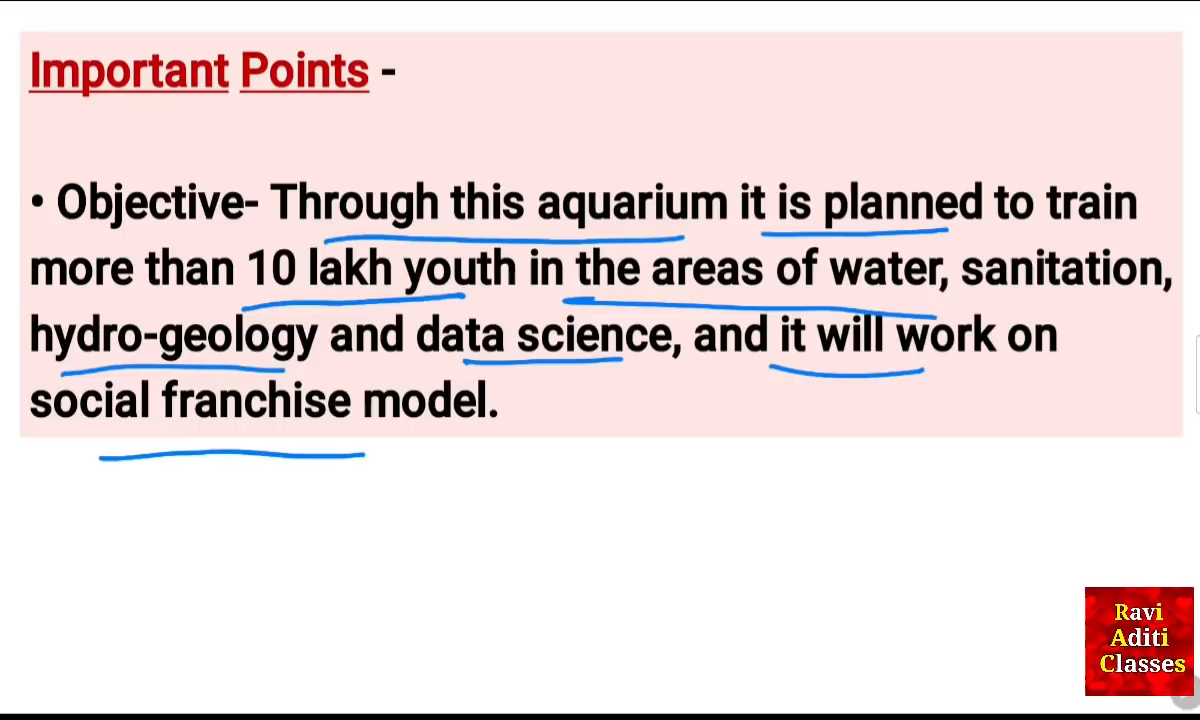 Important Points -
• Objective- Through this aquarium it is planned to train
more than 10 lakh youth in the areas of water, sanitation,
hydro-geology and data science, and it will work on
social franchise model.
Ravi
Aditi
Classes